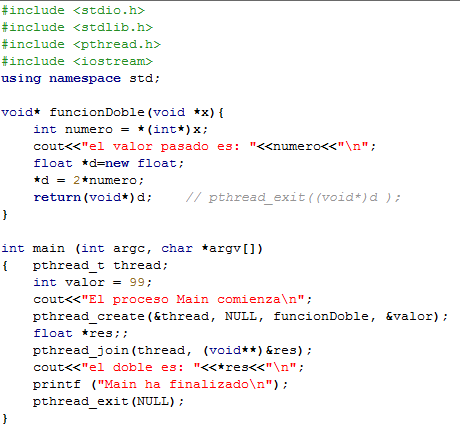 #include <stdio.h>
#include <stdlib.h>
#include <pthread.h>
#include <iostream>
using namespace std;

void* funcionDoble(void *x){
    int numero = *(int*)x;
    cout<<"el valor pasado es: "<<numero<<"\n";
    float *d=new float;
    *d = 2*numero;
    return(void*)d;    // pthread_exit((void*)d );
}

int main (int argc, char *argv[])
{   pthread_t thread;
    int valor = 99;
    cout<<"El proceso Main comienza\n";
    pthread_create(&thread, NULL, funcionDoble, &valor);
    float *res;;
    pthread_join(thread, (void**)&res);
    cout<<"el doble es: "<<*res<<"\n";
    printf ("Main ha finalizado\n");
    pthread_exit(NULL);
}